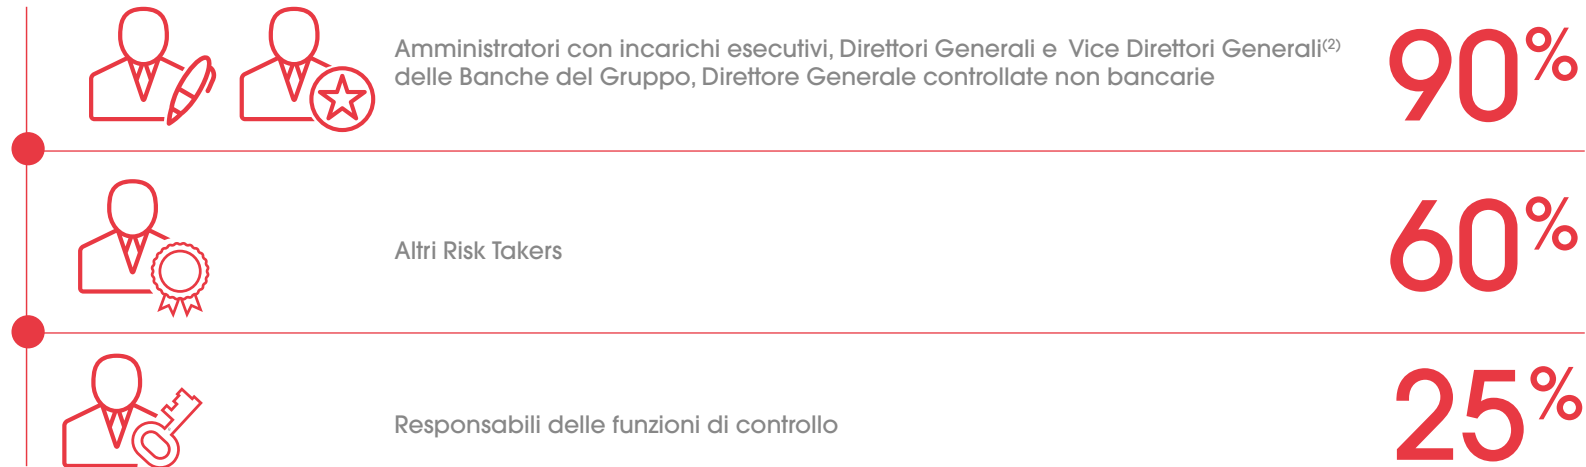 Amministratori con incarichi esecutivi, Direttori Generali e Vice Direttori Generali(2)
delle Banche del Gruppo, Direttore Generale controllate non bancarie
90%
Altri Risk Takers
60%
Responsabili delle funzioni di controllo
25%